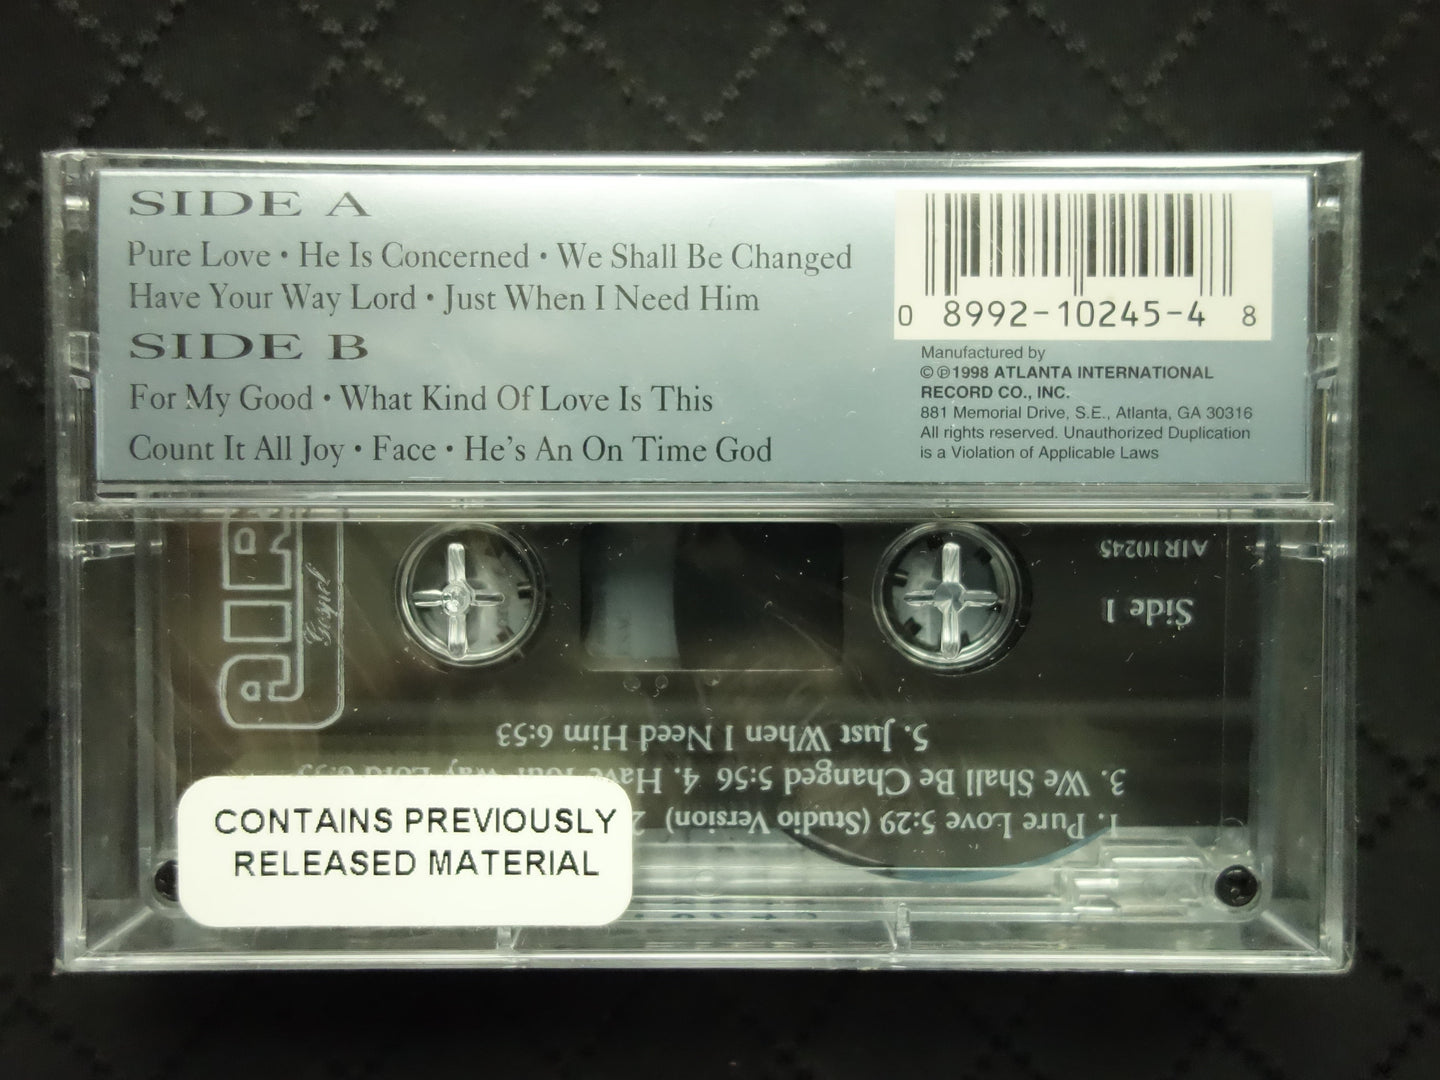 SIDE A
Pure Love • He Is Concerned • We Shall Be Changed
Have Your Way Lord • Just When I Need Him
SIDE B
For My Good • What Kind Of Love Is This
Count It All Joy • Face • He's An On Time God
0 8992-10245-4 8
Manufactured by
©℗1998 ATLANTA INTERNATIONAL
RECORD CO., INC.
881 Memorial Drive, S.E., Atlanta, GA 30316
All rights reserved. Unauthorized Duplication
is a Violation of Applicable Laws
AIR
Gospel
AIR10245
Side 1
1. Pure Love 5:29 (Studio Version) 2
3. We Shall Be Changed 5:56 4. Have Your Way Lord
5. Just When I Need Him 6:53
CONTAINS PREVIOUSLY
RELEASED MATERIAL